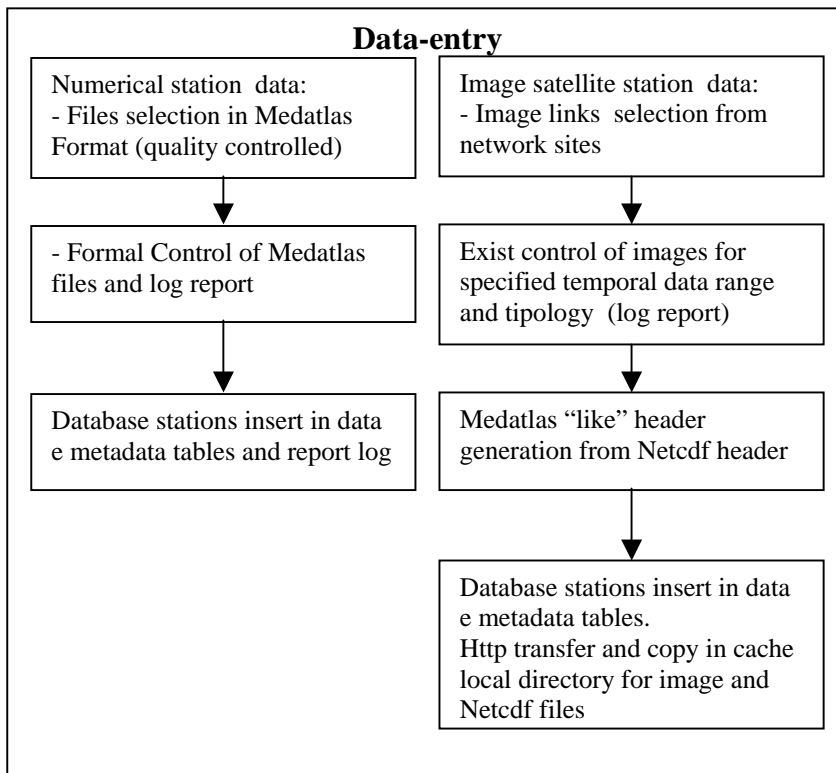 Data-entry
Numerical station data:
- Files selection in Medatlas
Format (quality controlled)
- Formal Control of Medatlas
files and log report
Database stations insert in data
e metadata tables and report log
Image satellite station data:
- Image links selection from
network sites
Exist control of images for
specified temporal data range
and tipology (log report)
Medatlas “like” header
generation from Netcdf header
Database stations insert in data
e metadata tables.
Http transfer and copy in cache
local directory for image and
Netcdf files